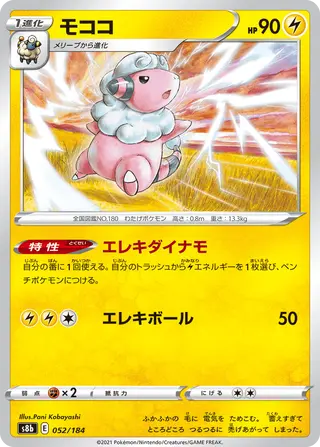 1進化
モココ
HP90
メリープから進化
全国図鑑NO.180 わたげポケモン 高さ：0.8m 重さ：13.3kg
特性 エレキダイナモ
自分の番に1回使える。自分のトラッシュからエネルギーを1枚選び、ベンチポケモンにつける。
エレキボール 50
弱点 ×2 抵抗力 にげる
Illus.Pani Kobayashi
s8b E 052/184
ふかふかの 毛に 電気を ためこむ。 蓄えすぎて
ところどころ つるつるに 禿げあがって しまった。
©2021 Pokémon/Nintendo/Creatures/GAME FREAK.